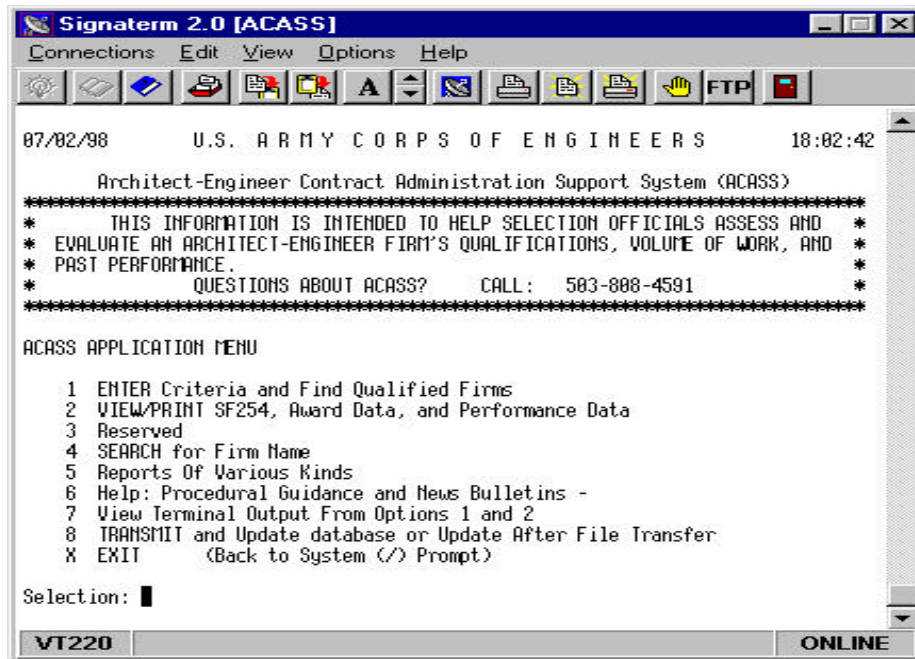 Signaterm 2.0 [ACASS]
Connections Edit View Options Help
A FTP
07/02/98 U.S. A R M Y C O R P S O F E N G I N E E R S 18:02:42
Architect-Engineer Contract Administration Support System (ACASS)
********************************************************************************
* THIS INFORMATION IS INTENDED TO HELP SELECTION OFFICIALS ASSESS AND *
* EVALUATE AN ARCHITECT-ENGINEER FIRM'S QUALIFICATIONS, VOLUME OF WORK, AND *
* PAST PERFORMANCE. *
* QUESTIONS ABOUT ACASS? CALL: 503-808-4591 *
********************************************************************************
ACASS APPLICATION MENU
1 ENTER Criteria and Find Qualified Firms
2 VIEW/PRINT SF254, Award Data, and Performance Data
3 Reserved
4 SEARCH for Firm Name
5 Reports Of Various Kinds
6 Help: Procedural Guidance and News Bulletins -
7 View Terminal Output From Options 1 and 2
8 TRANSMIT and Update database or Update After File Transfer
X EXIT (Back to System (/) Prompt)
Selection:
VT220 ONLINE